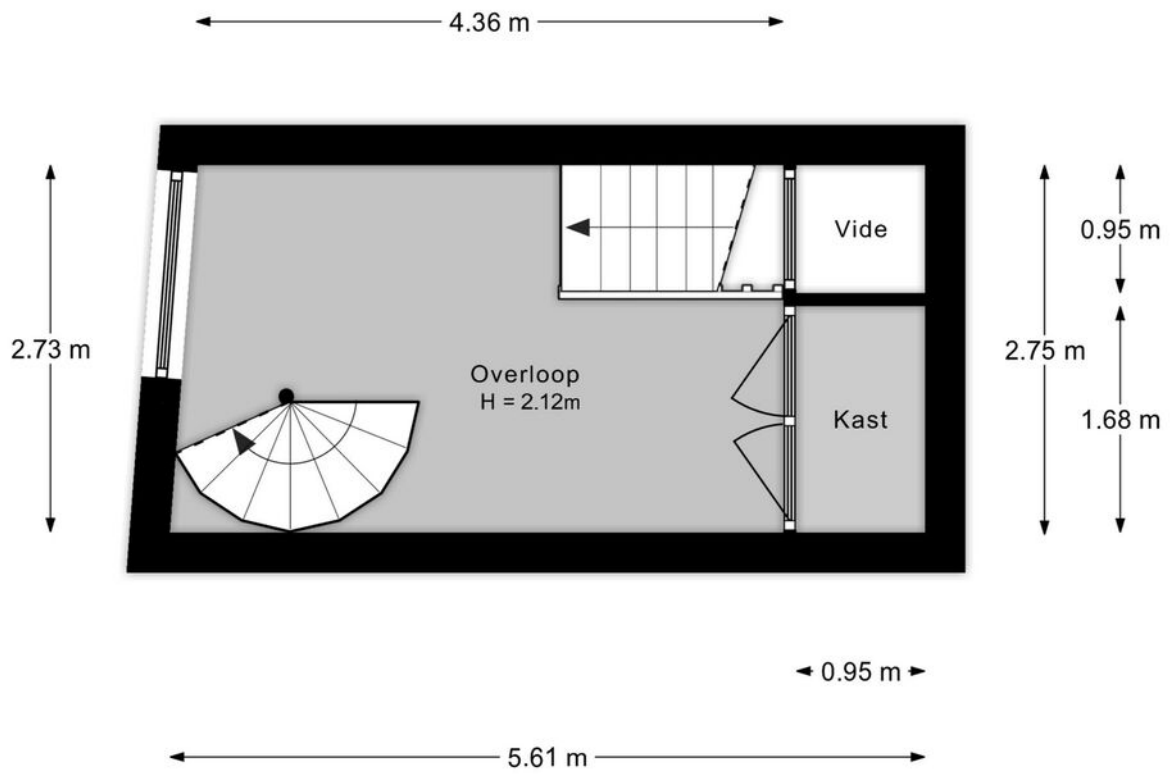 4.36 m
Vide
0.95 m
2.73 m
2.75 m
Overloop
H = 2.12m
Kast
1.68 m
0.95 m
5.61 m